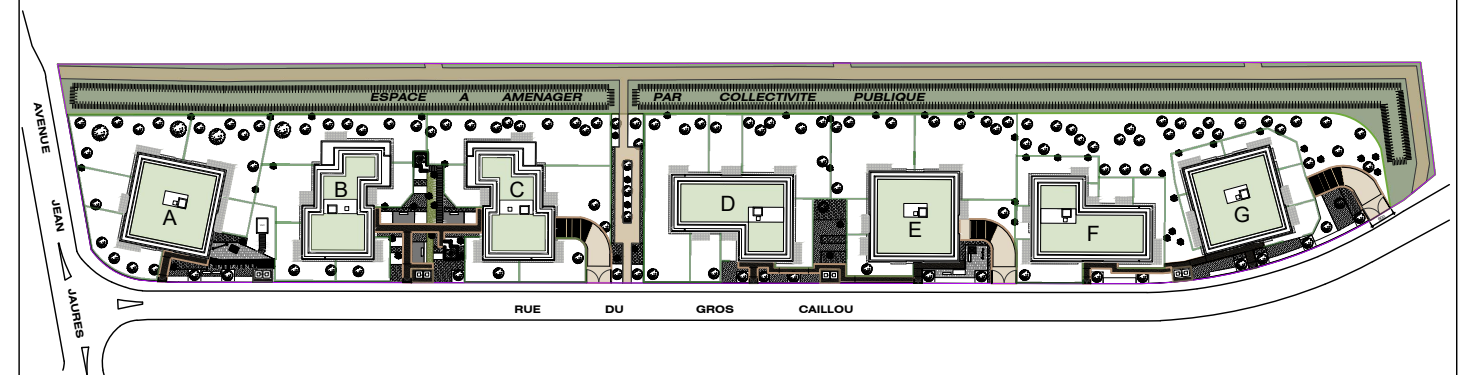 ESPACE A AMENAGER PAR COLLECTIVITE PUBLIQUE
AVENUE JEAN JAURES
A
B
C
D
E
F
G
RUE DU GROS CAILLOU